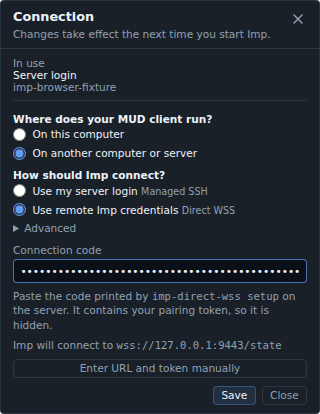 Connection
Changes take effect the next time you start Imp.
In use
Server login
imp-browser-fixture
Where does your MUD client run?
On this computer
On another computer or server
How should Imp connect?
Use my server login Managed SSH
Use remote Imp credentials Direct WSS
Advanced
Connection code
••••••••••••••••••••••••••••••••••••••••••••••
Paste the code printed by imp-direct-wss setup on
the server. It contains your pairing token, so it is
hidden.
Imp will connect to wss://127.0.0.1:9443/state
Enter URL and token manually
Save Close